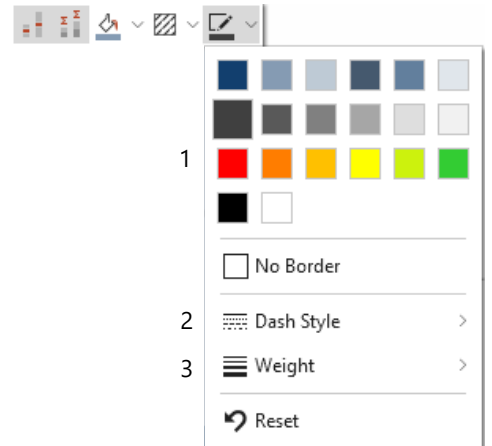 Σ Σ
1
No Border
2 Dash Style
3 Weight
Reset